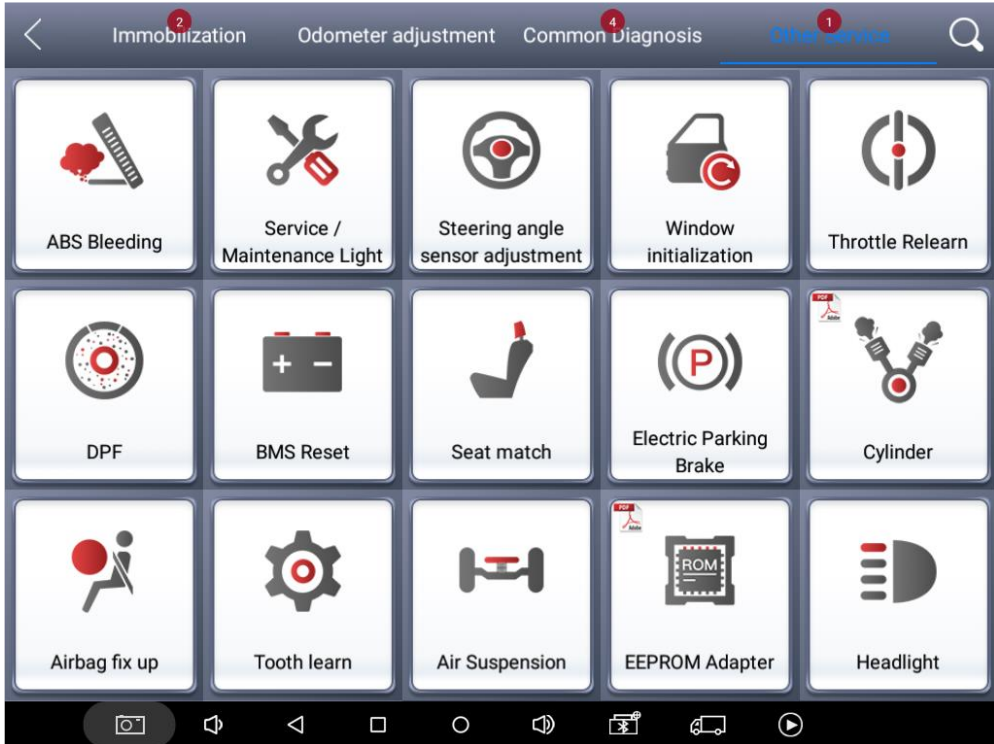 2
4
1
Immobilization
Odometer adjustment
Common Diagnosis
Other Service
ABS Bleeding
Service /
Maintenance Light
Steering angle
sensor adjustment
Window
initialization
Throttle Relearn
DPF
+ -
BMS Reset
Seat match
P
Electric Parking
Brake
PDF
Adobe
Cylinder
Airbag fix up
Tooth learn
Air Suspension
PDF
Adobe
ROM
EEPROM Adapter
Headlight